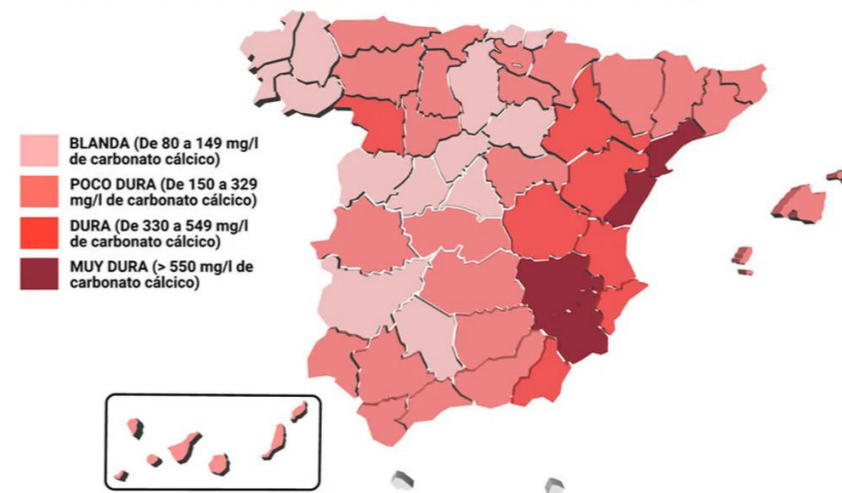 BLANDA (De 80 a 149 mg/l
de carbonato cálcico)
POCO DURA (De 150 a 329
mg/l de carbonato cálcico)
DURA (De 330 a 549 mg/l
de carbonato cálcico)
MUY DURA (> 550 mg/l de
carbonato cálcico)